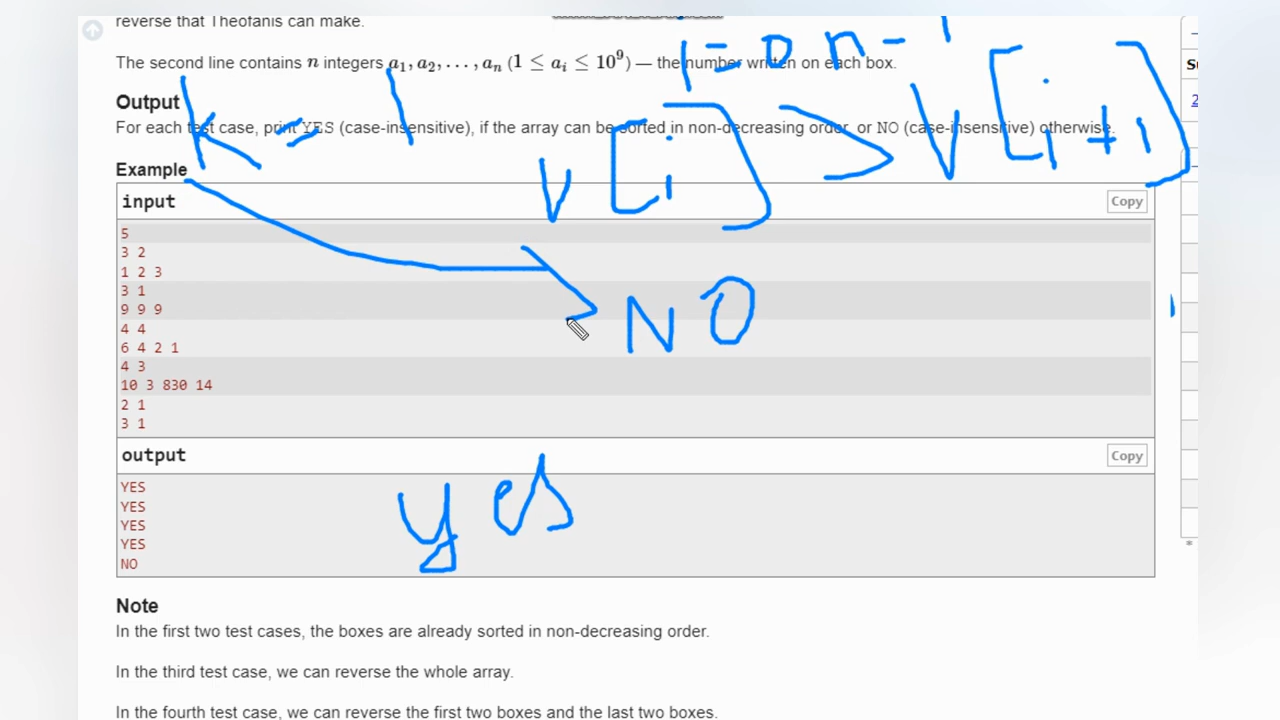 reverse that Theofanis can make.
i = 0 n - 1
The second line contains n integers a1, a2, . . . , an (1 ≤ ai ≤ 10^9) — the number written on each box.
Output
k = 1
For each test case, print YES (case-insensitive), if the array can be sorted in non-decreasing order, or NO (case-insensitive) otherwise.
V[i] > V[i+1]
Example
input
Copy
5
3 2
1 2 3
3 1
9 9 9
NO
4 4
6 4 2 1
4 3
10 3 830 14
2 1
3 1
output
Copy
YES
YES
yes
YES
YES
NO
Note
In the first two test cases, the boxes are already sorted in non-decreasing order.
In the third test case, we can reverse the whole array.
In the fourth test case, we can reverse the first two boxes and the last two boxes.